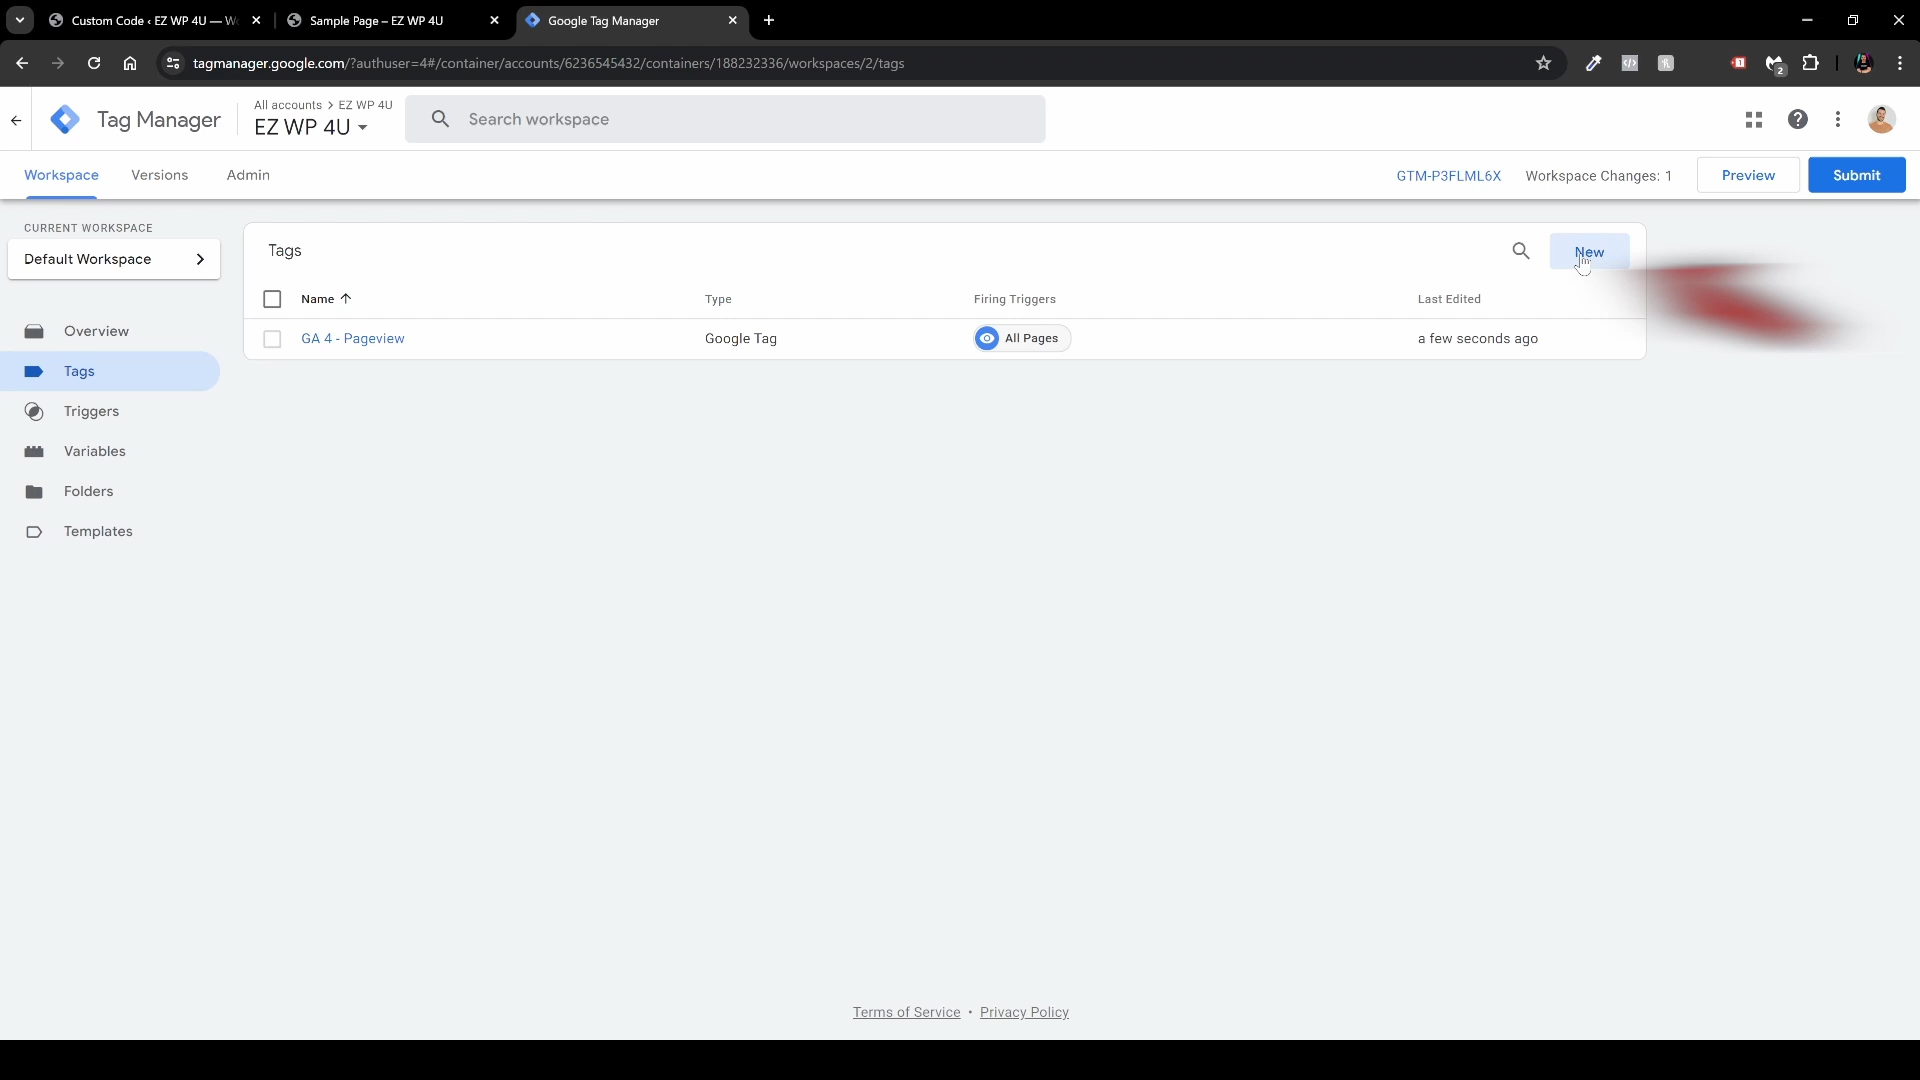 Custom Code ‹ EZ WP 4U — W
Sample Page – EZ WP 4U
Google Tag Manager
tagmanager.google.com/?authuser=4#/container/accounts/6236545432/containers/188232336/workspaces/2/tags
1
2
Tag Manager
All accounts > EZ WP 4U
EZ WP 4U
Search workspace
Workspace
Versions
Admin
GTM-P3FLML6X
Workspace Changes: 1
Preview
Submit
CURRENT WORKSPACE
Default Workspace
Overview
Tags
Triggers
Variables
Folders
Templates
Tags
New
Name
Type
Firing Triggers
Last Edited
GA 4 - Pageview
Google Tag
All Pages
a few seconds ago
Terms of Service • Privacy Policy